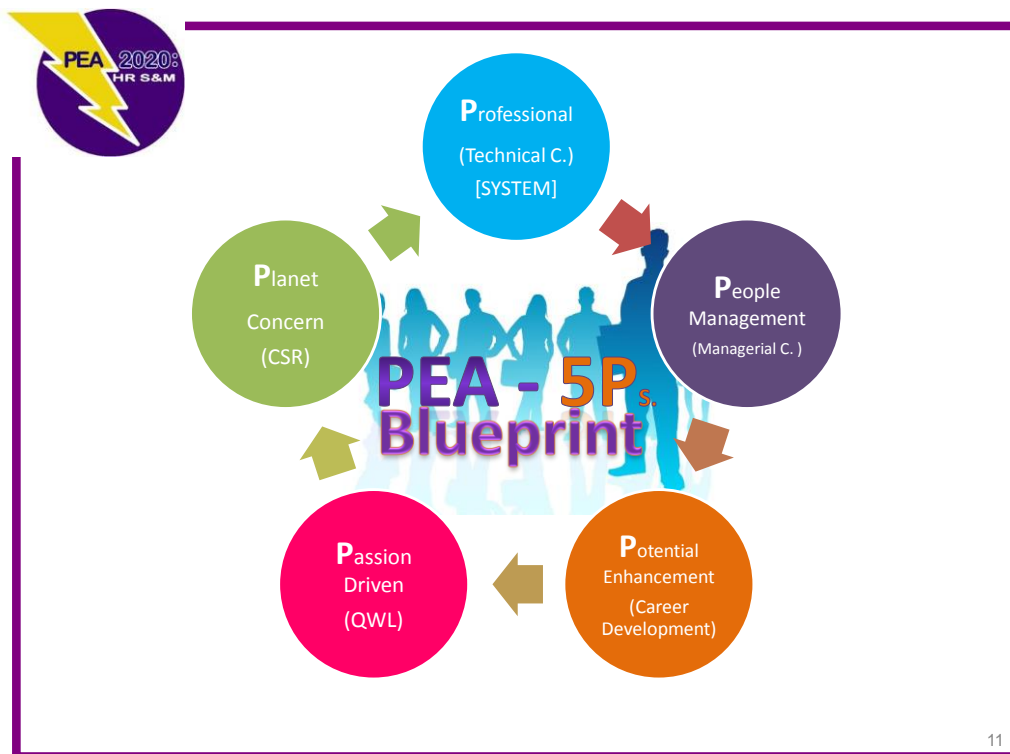 PEA 2020:
HR S&M
Professional
(Technical C.)
[SYSTEM]
People
Management
(Managerial C. )
Potential
Enhancement
(Career
Development)
Passion
Driven
(QWL)
Planet
Concern
(CSR)
PEA - 5Ps.
Blueprint
11